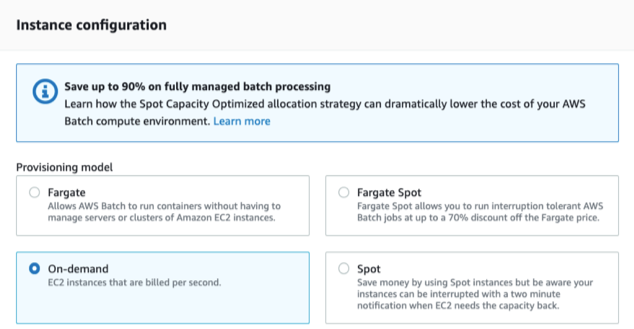 Instance configuration
Save up to 90% on fully managed batch processing
Learn how the Spot Capacity Optimized allocation strategy can dramatically lower the cost of your AWS
Batch compute environment. Learn more
Provisioning model
Fargate
Allows AWS Batch to run containers without having to
manage servers or clusters of Amazon EC2 instances.
Fargate Spot
Fargate Spot allows you to run interruption tolerant AWS
Batch jobs at up to a 70% discount off the Fargate price.
On-demand
EC2 instances that are billed per second.
Spot
Save money by using Spot instances but be aware your
instances can be interrupted with a two minute
notification when EC2 needs the capacity back.